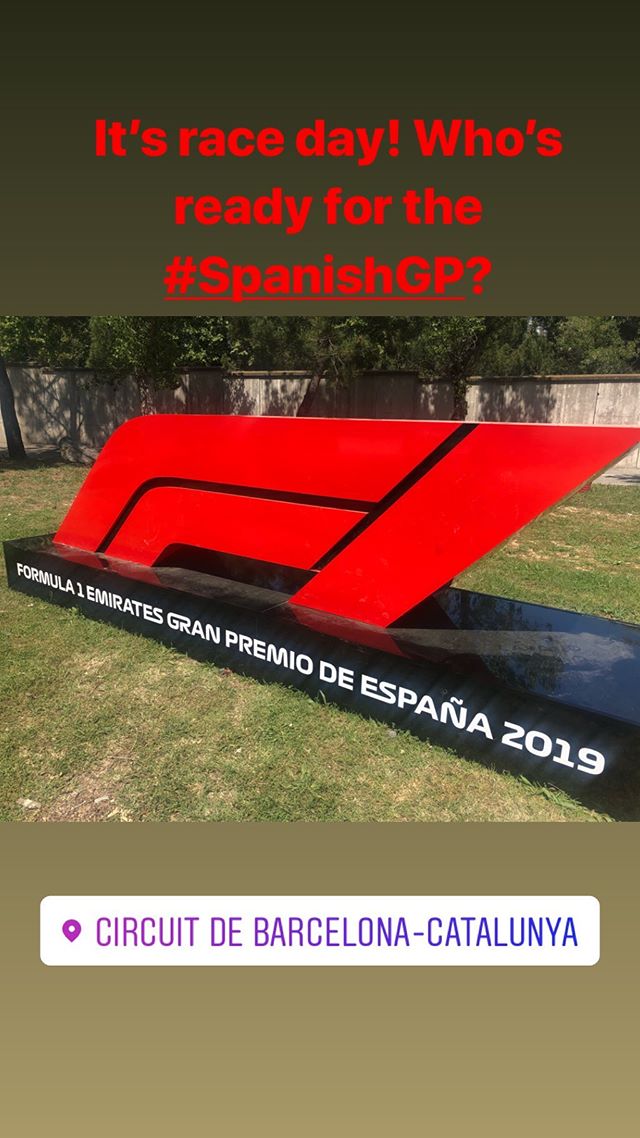 It’s race day! Who’s
ready for the
#SpanishGP?
FORMULA 1 EMIRATES GRAN PREMIO DE ESPAÑA 2019
CIRCUIT DE BARCELONA-CATALUNYA